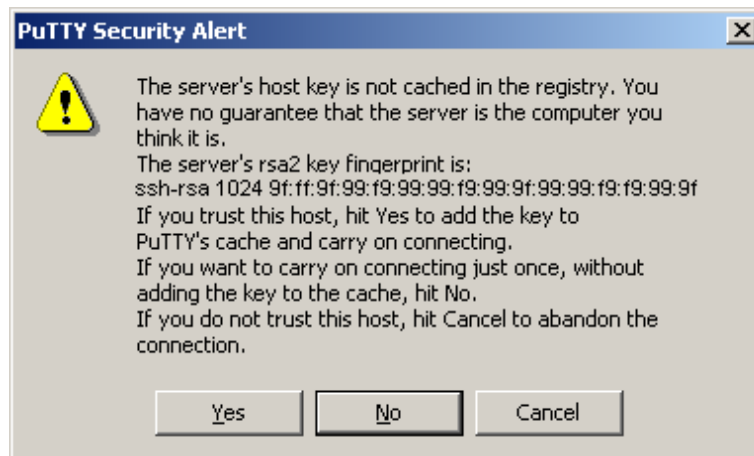 PuTTY Security Alert
The server's host key is not cached in the registry. You
have no guarantee that the server is the computer you
think it is.
The server's rsa2 key fingerprint is:
ssh-rsa 1024 9f:ff:9f:99:f9:99:99:f9:99:9f:99:99:f9:f9:99:9f
If you trust this host, hit Yes to add the key to
PuTTY's cache and carry on connecting.
If you want to carry on connecting just once, without
adding the key to the cache, hit No.
If you do not trust this host, hit Cancel to abandon the
connection.
Yes No Cancel